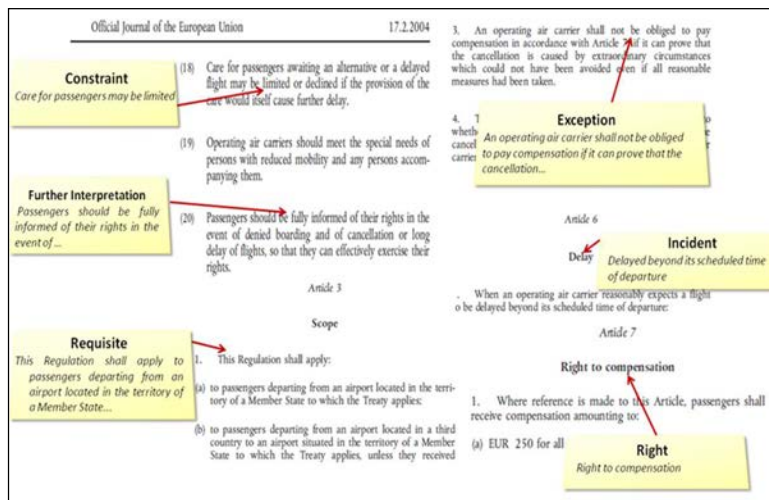 Official Journal of the European Union
17.2.2004
(18) Care for passengers awaiting an alternative or a delayed
flight may be limited or declined if the provision of the
care would itself cause further delay.
(19) Operating air carriers should meet the special needs of
persons with reduced mobility and any persons accom-
panying them.
(20) Passengers should be fully informed of their rights in the
event of denied boarding and of cancellation or long
delay of flights, so that they can effectively exercise their
rights.
Article 3
Scope
1. This Regulation shall apply:
(a) to passengers departing from an airport located in the terri-
tory of a Member State to which the Treaty applies;
(b) to passengers departing from an airport located in a third
country to an airport situated in the territory of a Member
State to which the Treaty applies, unless they received
Constraint
Care for passengers may be limited
Further Interpretation
Passengers should be fully
informed of their rights in the
event of ...
Requisite
This Regulation shall apply to
passengers departing from an
airport located in the territory of
a Member State...
3. An operating air carrier shall not be obliged to pay
compensation in accordance with Article 7, if it can prove that
the cancellation is caused by extraordinary circumstances
which could not have been avoided even if all reasonable
measures had been taken.
4.
Exception
An operating air carrier shall not be obliged
to pay compensation if it can prove that the
cancellation...
Article 6
Delay
Incident
Delayed beyond its scheduled time
of departure
. When an operating air carrier reasonably expects a flight
o be delayed beyond its scheduled time of departure:
Article 7
Right to compensation
1. Where reference is made to this Article, passengers shall
receive compensation amounting to:
(a) EUR 250 for all
Right
Right to compensation